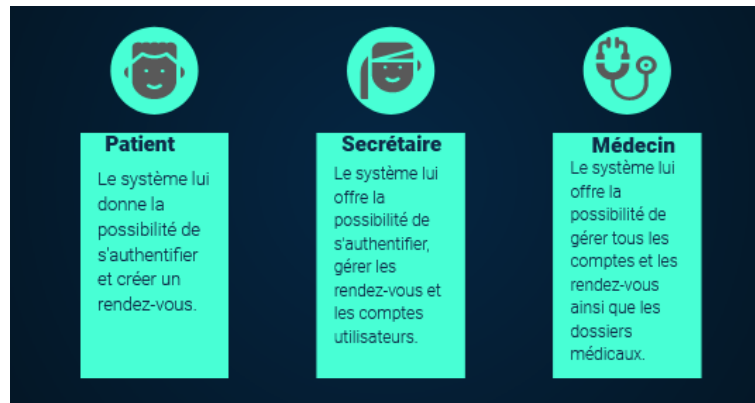 Patient
Le système lui
donne la
possibilité de
s'authentifier
et créer un
rendez-vous.
Secrétaire
Le système lui
offre la
possibilité de
s'authentifier,
gérer les
rendez-vous et
les comptes
utilisateurs.
Médecin
Le système lui
offre la
possibilité de
gérer tous les
comptes et les
rendez-vous
ainsi que les
dossiers
médicaux.